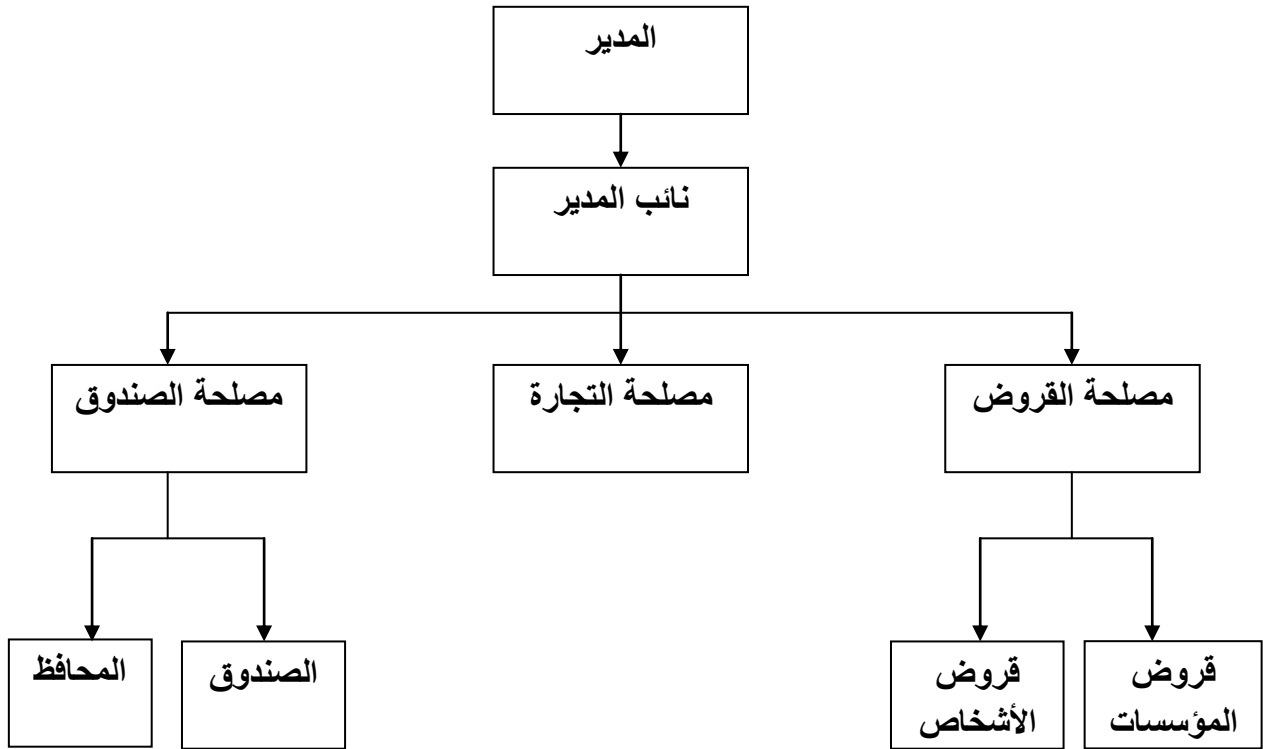 المدير
نائب المدير
مصلحة القروض
مصلحة التجارة
مصلحة الصندوق
قروض
المؤسسات
قروض
الأشخاص
الصندوق
المحافظ